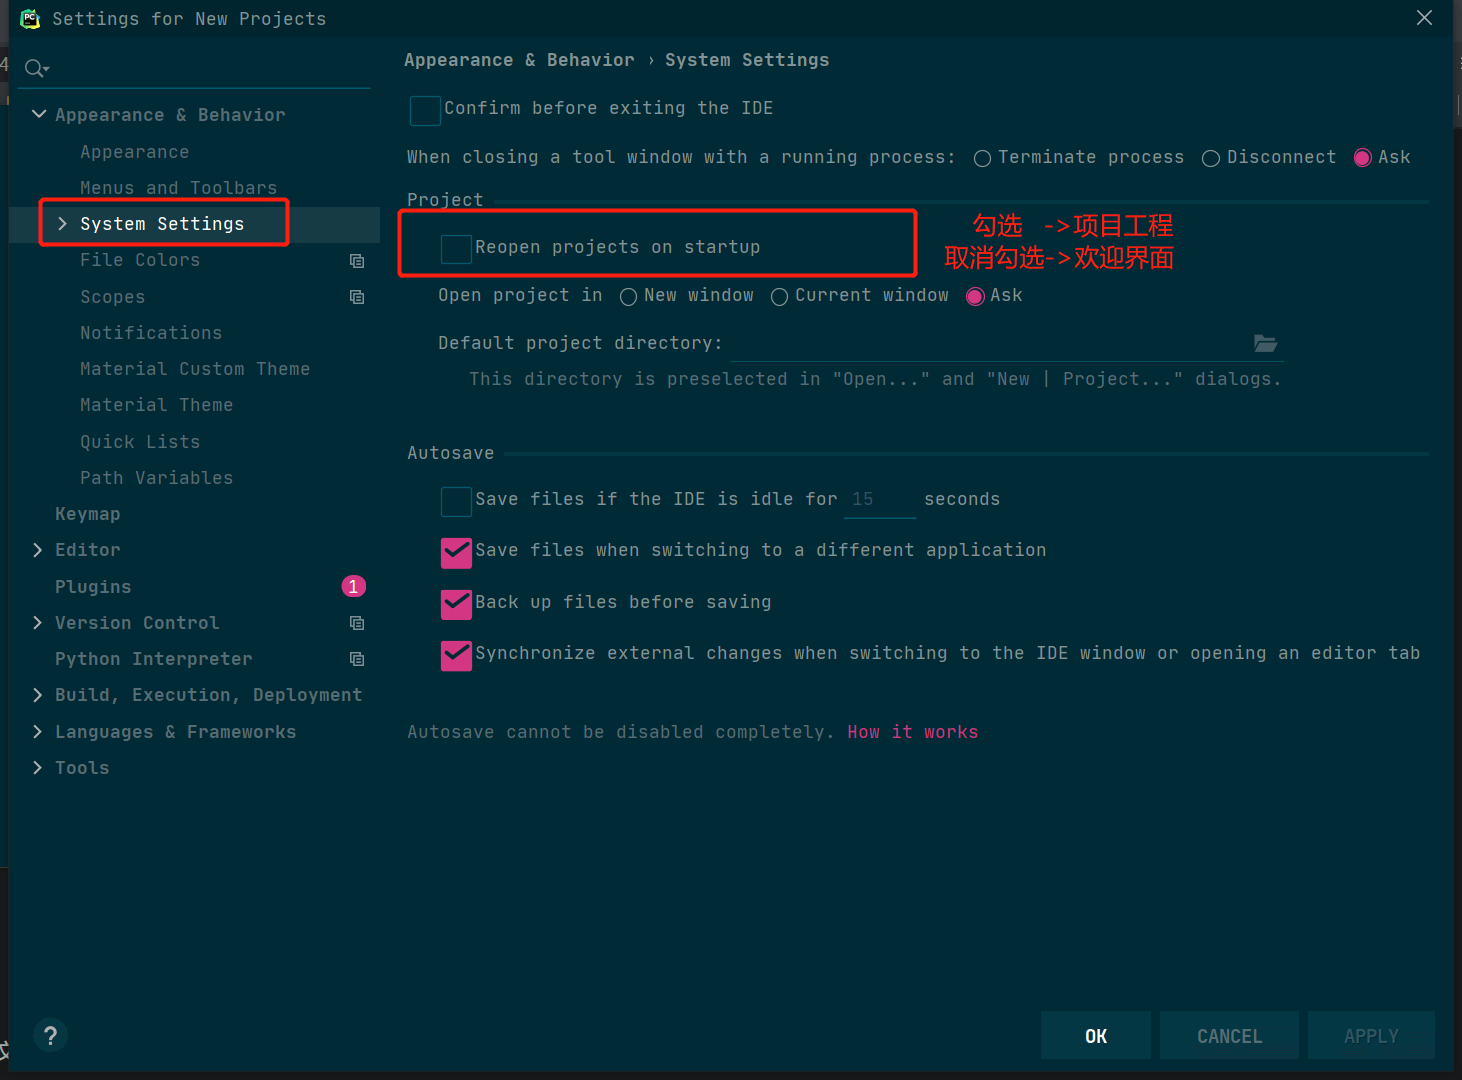 PC
Settings for New Projects
Appearance & Behavior
Appearance
Menus and Toolbars
System Settings
File Colors
Scopes
Notifications
Material Custom Theme
Material Theme
Quick Lists
Path Variables
Keymap
Editor
Plugins 1
Version Control
Python Interpreter
Build, Execution, Deployment
Languages & Frameworks
Tools
?
Appearance & Behavior › System Settings
Confirm before exiting the IDE
When closing a tool window with a running process: Terminate process Disconnect Ask
Project
Reopen projects on startup
勾选 ->项目工程
取消勾选->欢迎界面
Open project in New window Current window Ask
Default project directory:
This directory is preselected in "Open..." and "New | Project..." dialogs.
Autosave
Save files if the IDE is idle for 15 seconds
Save files when switching to a different application
Back up files before saving
Synchronize external changes when switching to the IDE window or opening an editor tab
Autosave cannot be disabled completely. How it works
OK CANCEL APPLY